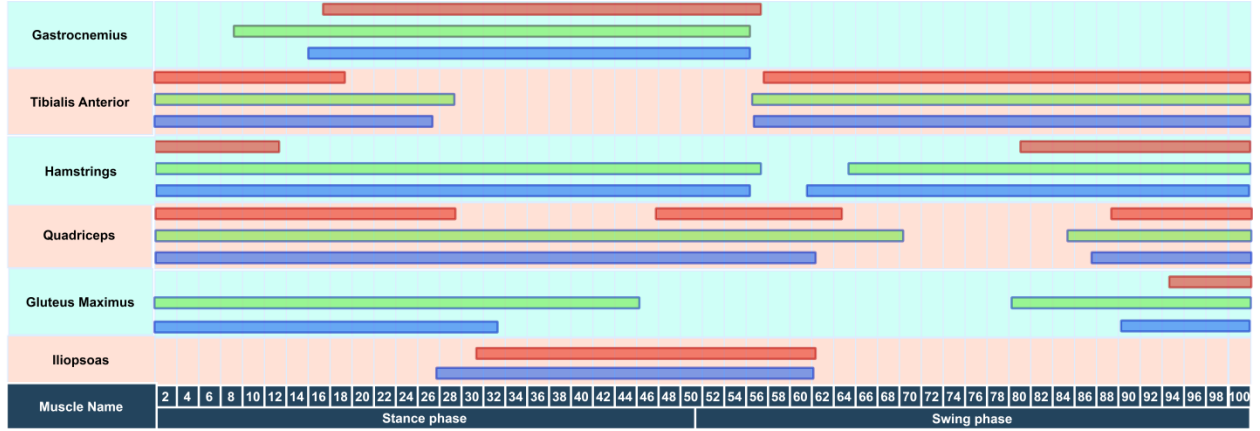 Gastrocnemius
Tibialis Anterior
Hamstrings
Quadriceps
Gluteus Maximus
Iliopsoas
Muscle Name 2 4 6 8 10 12 14 16 18 20 22 24 26 28 30 32 34 36 38 40 42 44 46 48 50 52 54 56 58 60 62 64 66 68 70 72 74 76 78 80 82 84 86 88 90 92 94 96 98 100
Stance phase Swing phase